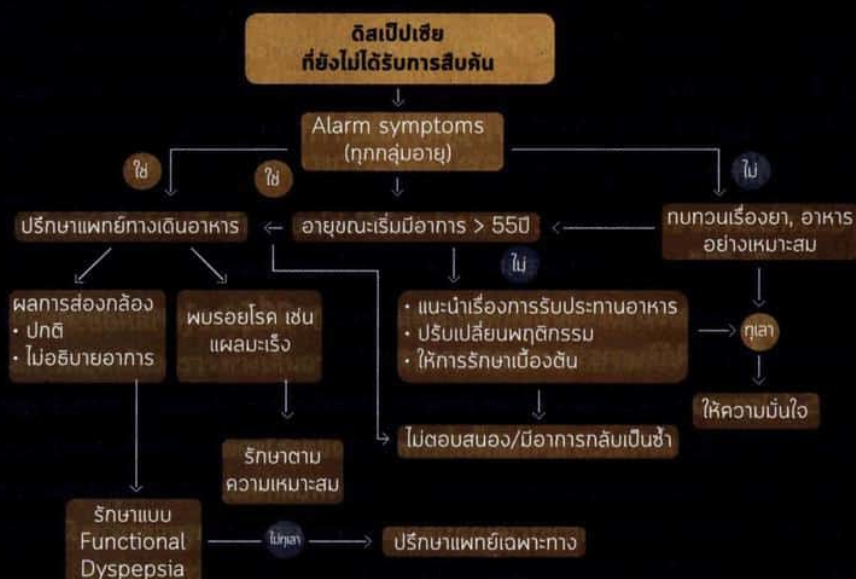 ดิสเป็ปเซีย
ที่ยังไม่ได้รับการสืบค้น
Alarm symptoms
(ทุกกลุ่มอายุ)
ใช่
ใช่
ไม่
ปรึกษาแพทย์ทางเดินอาหาร
อายุขณะเริ่มมีอาการ > 55ปี
ทบทวนเรื่องยา, อาหาร
อย่างเหมาะสม
ไม่
ผลการส่องกล้อง
• ปกติ
• ไม่อธิบายอาการ
พบรอยโรค เช่น
แผลมะเร็ง
• แนะนำเรื่องการรับประทานอาหาร
• ปรับเปลี่ยนพฤติกรรม
• ให้การรักษาเบื้องต้น
ทุเลา
ให้ความมั่นใจ
ไม่ตอบสนอง/มีอาการกลับเป็นซ้ำ
รักษาตาม
ความเหมาะสม
รักษาแบบ
Functional
Dyspepsia
ไม่ทุเลา
ปรึกษาแพทย์เฉพาะทาง